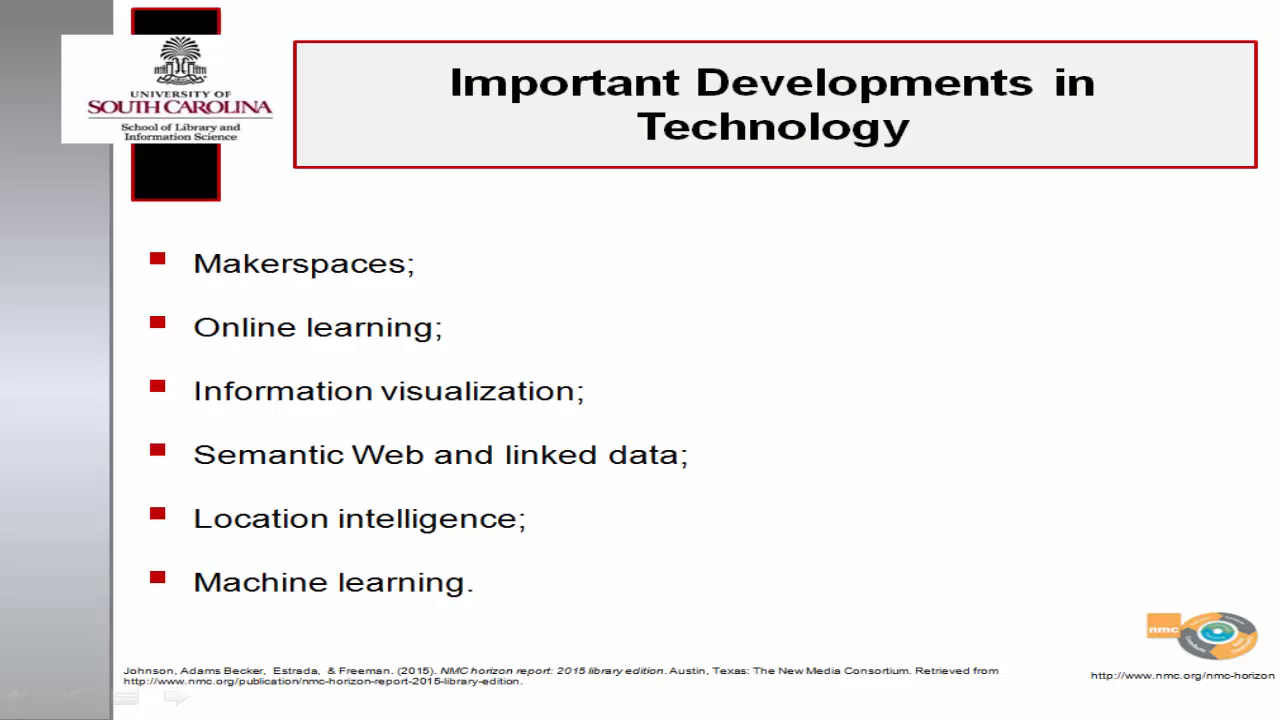 UNIVERSITY OF
SOUTH CAROLINA
School of Library and
Information Science
Important Developments in
Technology
Makerspaces;
Online learning;
Information visualization;
Semantic Web and linked data;
Location intelligence;
Machine learning.
nmc
Johnson, Adams Becker, Estrada, & Freeman. (2015). NMC horizon report: 2015 library edition. Austin, Texas: The New Media Consortium. Retrieved from
http://www.nmc.org/publication/nmc-horizon-report-2015-library-edition.
http://www.nmc.org/nmc-horizon